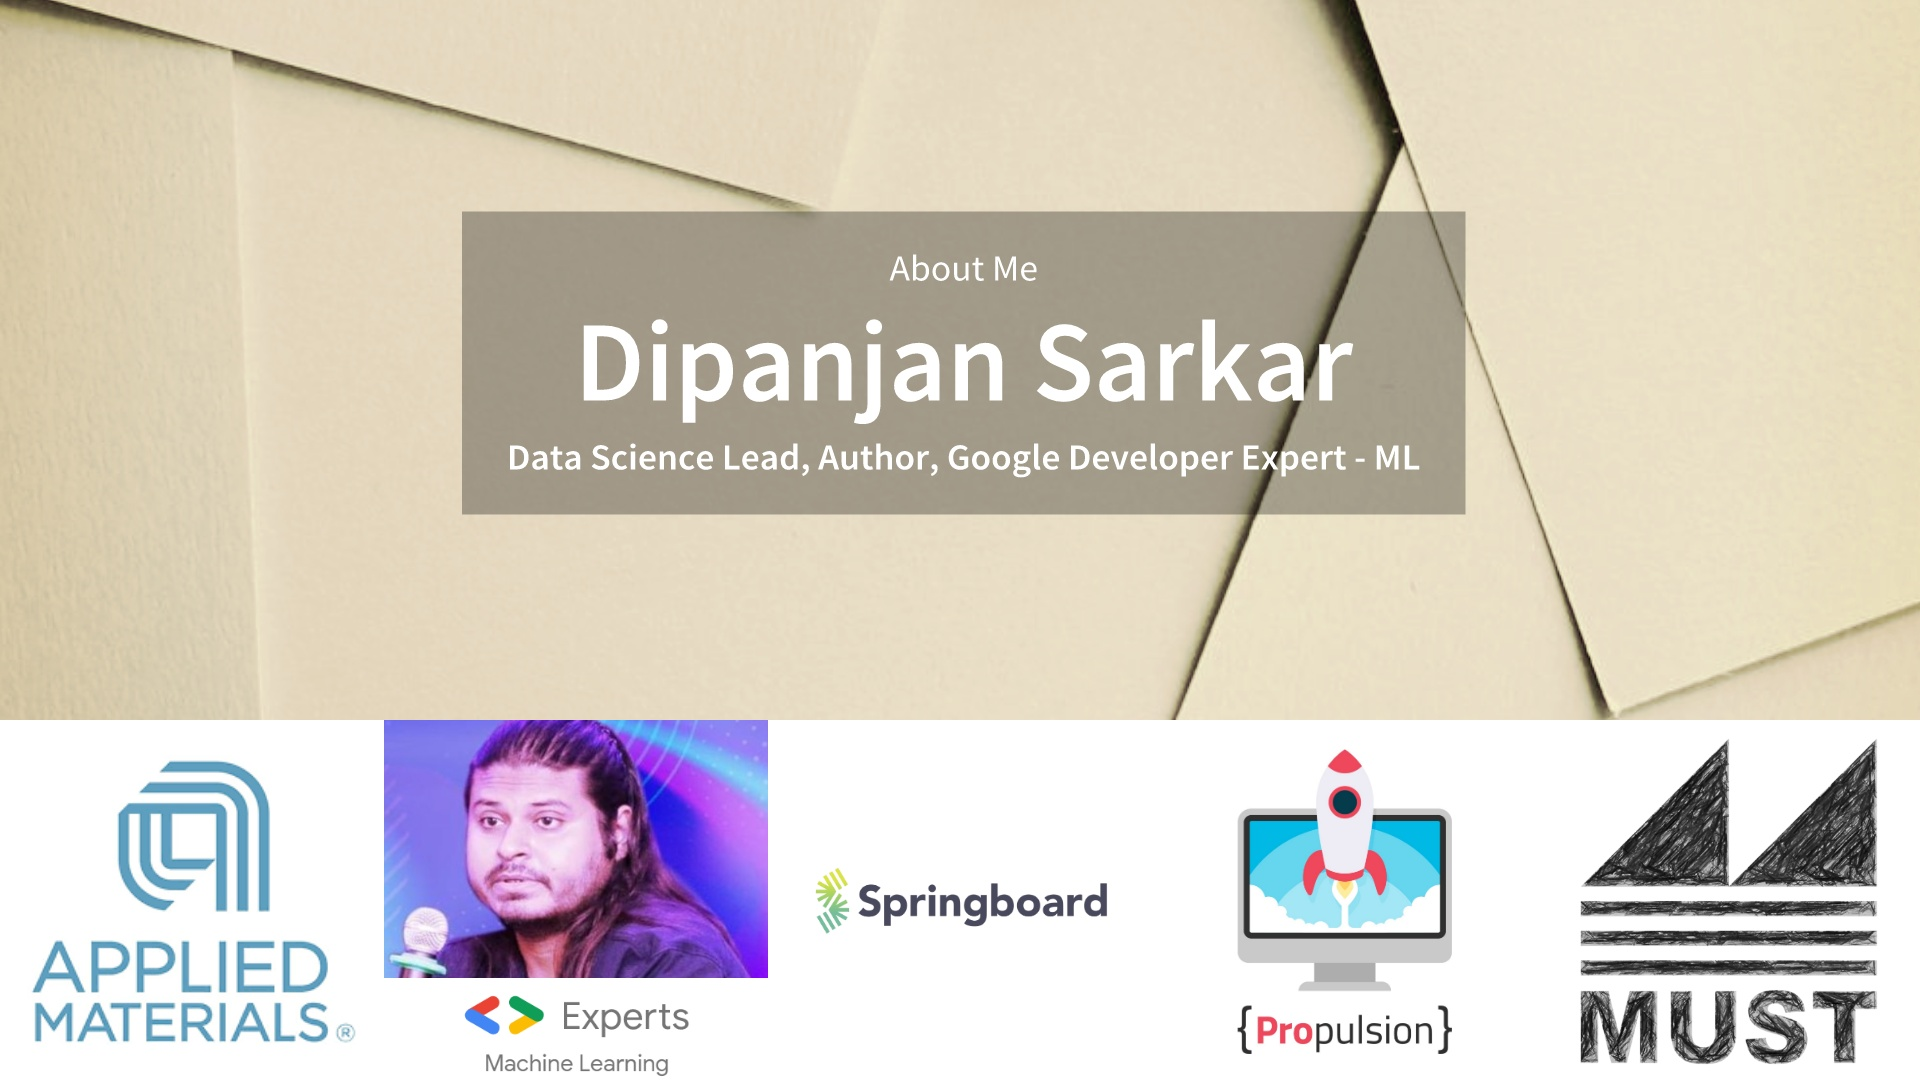 About Me
Dipanjan Sarkar
Data Science Lead, Author, Google Developer Expert - ML
APPLIED
MATERIALS®
Experts
Machine Learning
Springboard
{Propulsion}
MUST